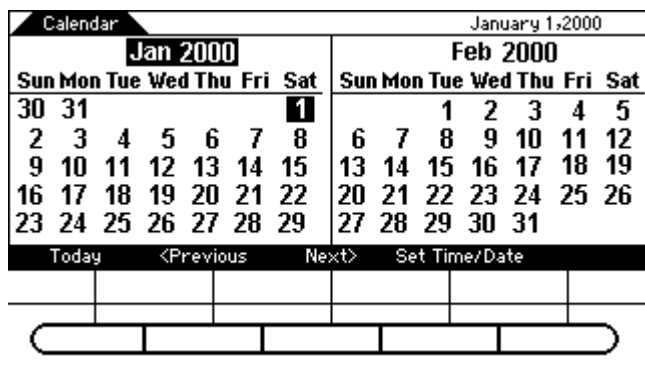 Calendar January 1,2000
Jan 2000 Feb 2000
Sun Mon Tue Wed Thu Fri Sat Sun Mon Tue Wed Thu Fri Sat
30 31 1 1 2 3 4 5
2 3 4 5 6 7 8 6 7 8 9 10 11 12
9 10 11 12 13 14 15 13 14 15 16 17 18 19
16 17 18 19 20 21 22 20 21 22 23 24 25 26
23 24 25 26 27 28 29 27 28 29 30 31
Today <Previous Next> Set Time/Date